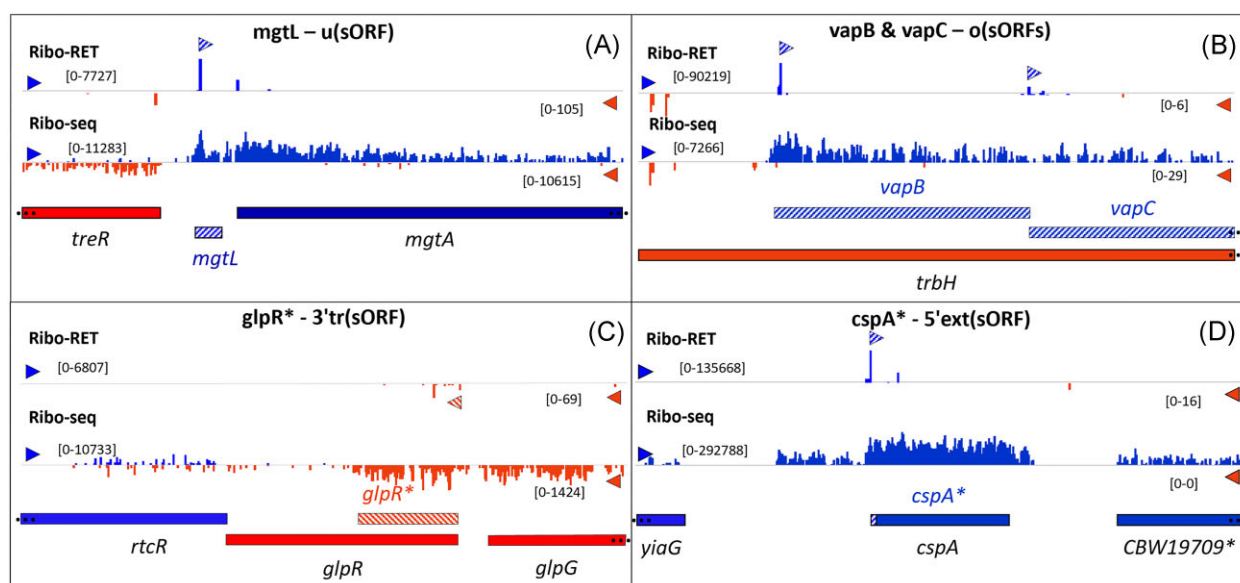 mgtL – u(sORF)
(A)
Ribo-RET
[0-7727]
[0-105]
Ribo-seq
[0-11283]
[0-10615]
treR
mgtL
mgtA
vapB & vapC – o(sORFs)
(B)
Ribo-RET
[0-90219]
[0-6]
Ribo-seq
[0-7266]
[0-29]
vapB
vapC
trbH
glpR* - 3'tr(sORF)
(C)
Ribo-RET
[0-6807]
[0-69]
Ribo-seq
[0-10733]
[0-1424]
glpR*
rtcR
glpR
glpG
cspA* - 5'ext(sORF)
(D)
Ribo-RET
[0-135668]
[0-16]
Ribo-seq
[0-292788]
[0-0]
cspA*
yiaG
cspA
CBW19709*